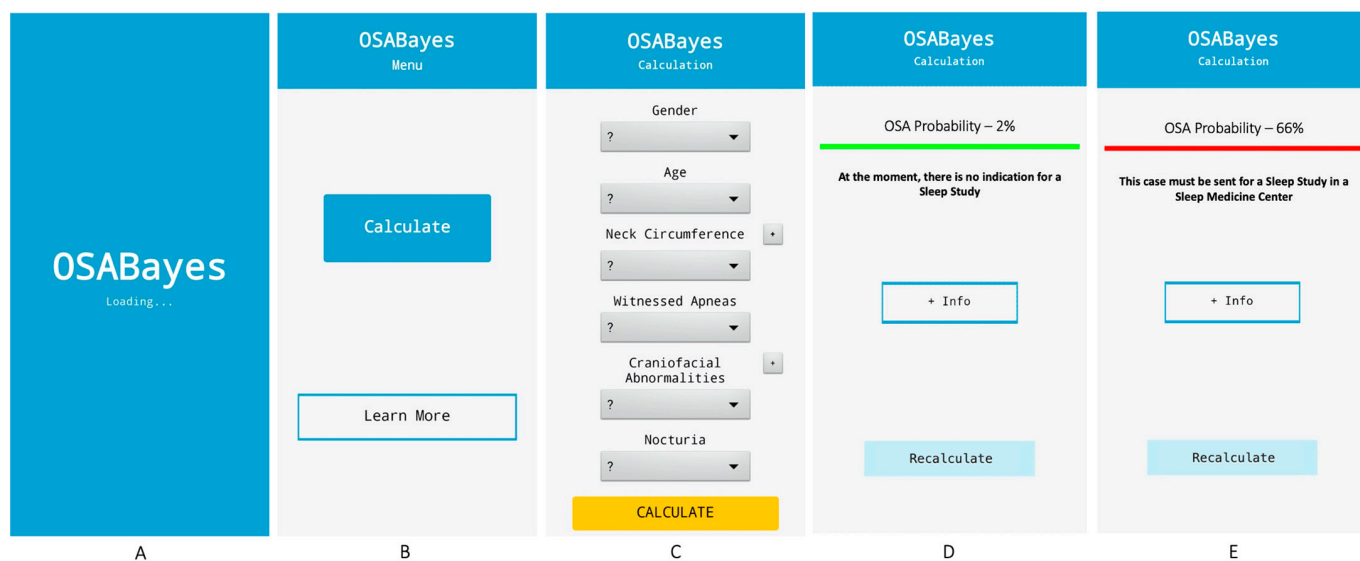 OSABayes
Loading...
A
OSABayes
Menu
Calculate
Learn More
B
OSABayes
Calculation
Gender
?
Age
?
Neck Circumference +
?
Witnessed Apneas
?
Craniofacial +
Abnormalities
?
Nocturia
?
CALCULATE
C
OSABayes
Calculation
OSA Probability – 2%
At the moment, there is no indication for a
Sleep Study
+ Info
Recalculate
D
OSABayes
Calculation
OSA Probability – 66%
This case must be sent for a Sleep Study in a
Sleep Medicine Center
+ Info
Recalculate
E